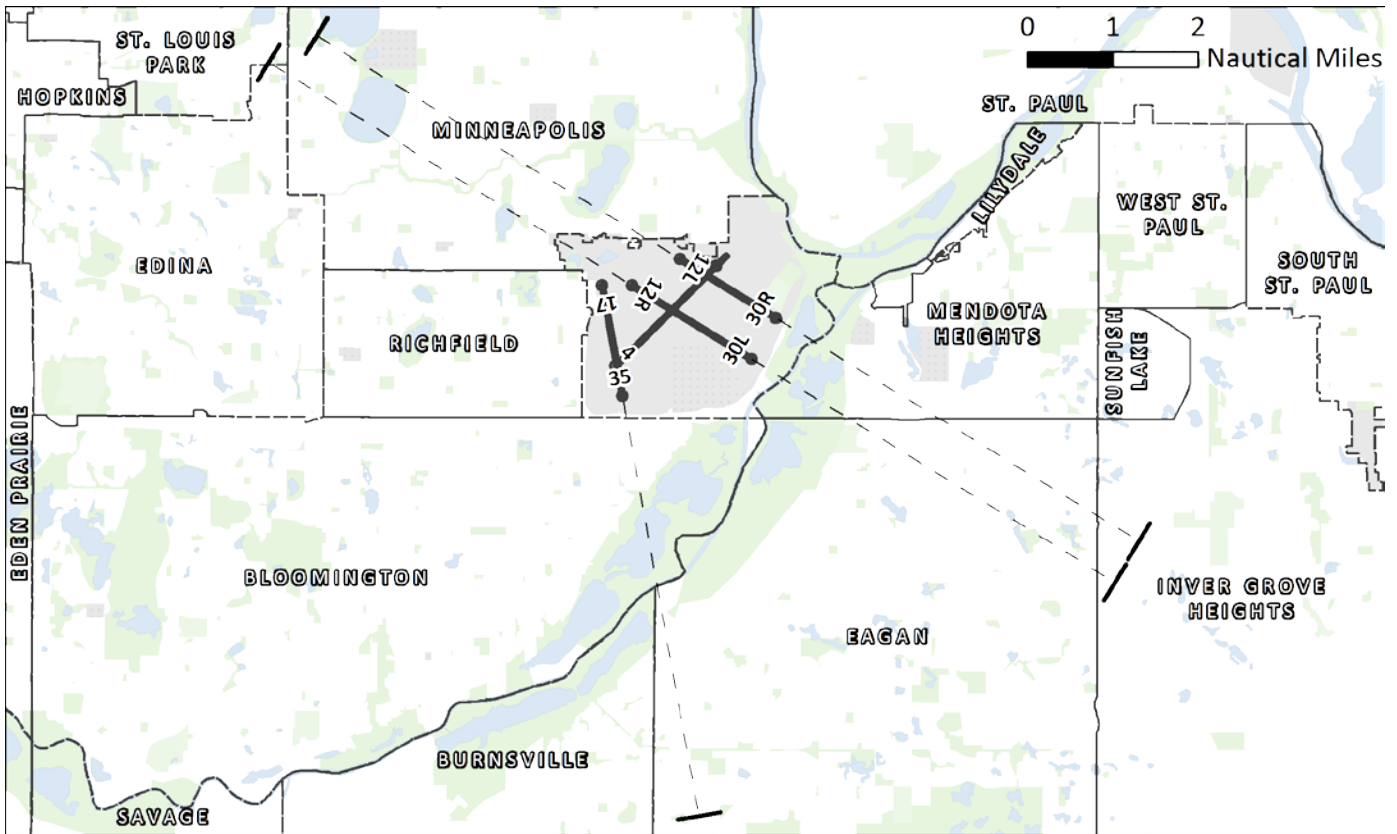 0 1 2
Nautical Miles
ST. LOUIS
PARK
HOPKINS
ST. PAUL
MINNEAPOLIS
LILYDALE
WEST ST.
PAUL
EDINA
SOUTH
ST. PAUL
12L
17
12R
30R
MENDOTA
HEIGHTS
RICHFIELD
4
30L
35
SUNFISH
LAKE
EDEN PRAIRIE
BLOOMINGTON
INVER GROVE
HEIGHTS
EAGAN
BURNSVILLE
SAVAGE